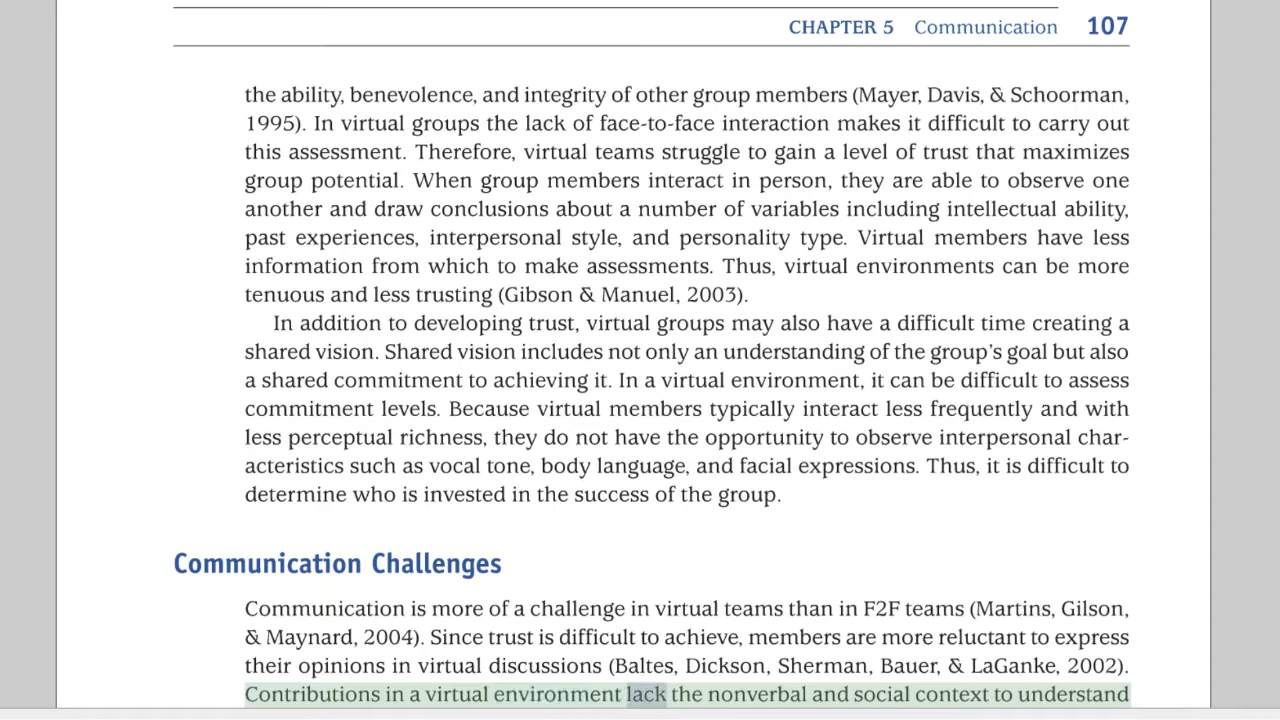 CHAPTER 5 Communication 107
the ability, benevolence, and integrity of other group members (Mayer, Davis, & Schoorman,
1995). In virtual groups the lack of face-to-face interaction makes it difficult to carry out
this assessment. Therefore, virtual teams struggle to gain a level of trust that maximizes
group potential. When group members interact in person, they are able to observe one
another and draw conclusions about a number of variables including intellectual ability,
past experiences, interpersonal style, and personality type. Virtual members have less
information from which to make assessments. Thus, virtual environments can be more
tenuous and less trusting (Gibson & Manuel, 2003).
In addition to developing trust, virtual groups may also have a difficult time creating a
shared vision. Shared vision includes not only an understanding of the group's goal but also
a shared commitment to achieving it. In a virtual environment, it can be difficult to assess
commitment levels. Because virtual members typically interact less frequently and with
less perceptual richness, they do not have the opportunity to observe interpersonal char-
acteristics such as vocal tone, body language, and facial expressions. Thus, it is difficult to
determine who is invested in the success of the group.
Communication Challenges
Communication is more of a challenge in virtual teams than in F2F teams (Martins, Gilson,
& Maynard, 2004). Since trust is difficult to achieve, members are more reluctant to express
their opinions in virtual discussions (Baltes, Dickson, Sherman, Bauer, & LaGanke, 2002).
Contributions in a virtual environment lack the nonverbal and social context to understand